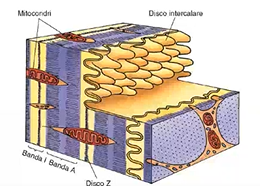 Mitocondri
Disco intercalare
Banda I
Banda A
Disco Z